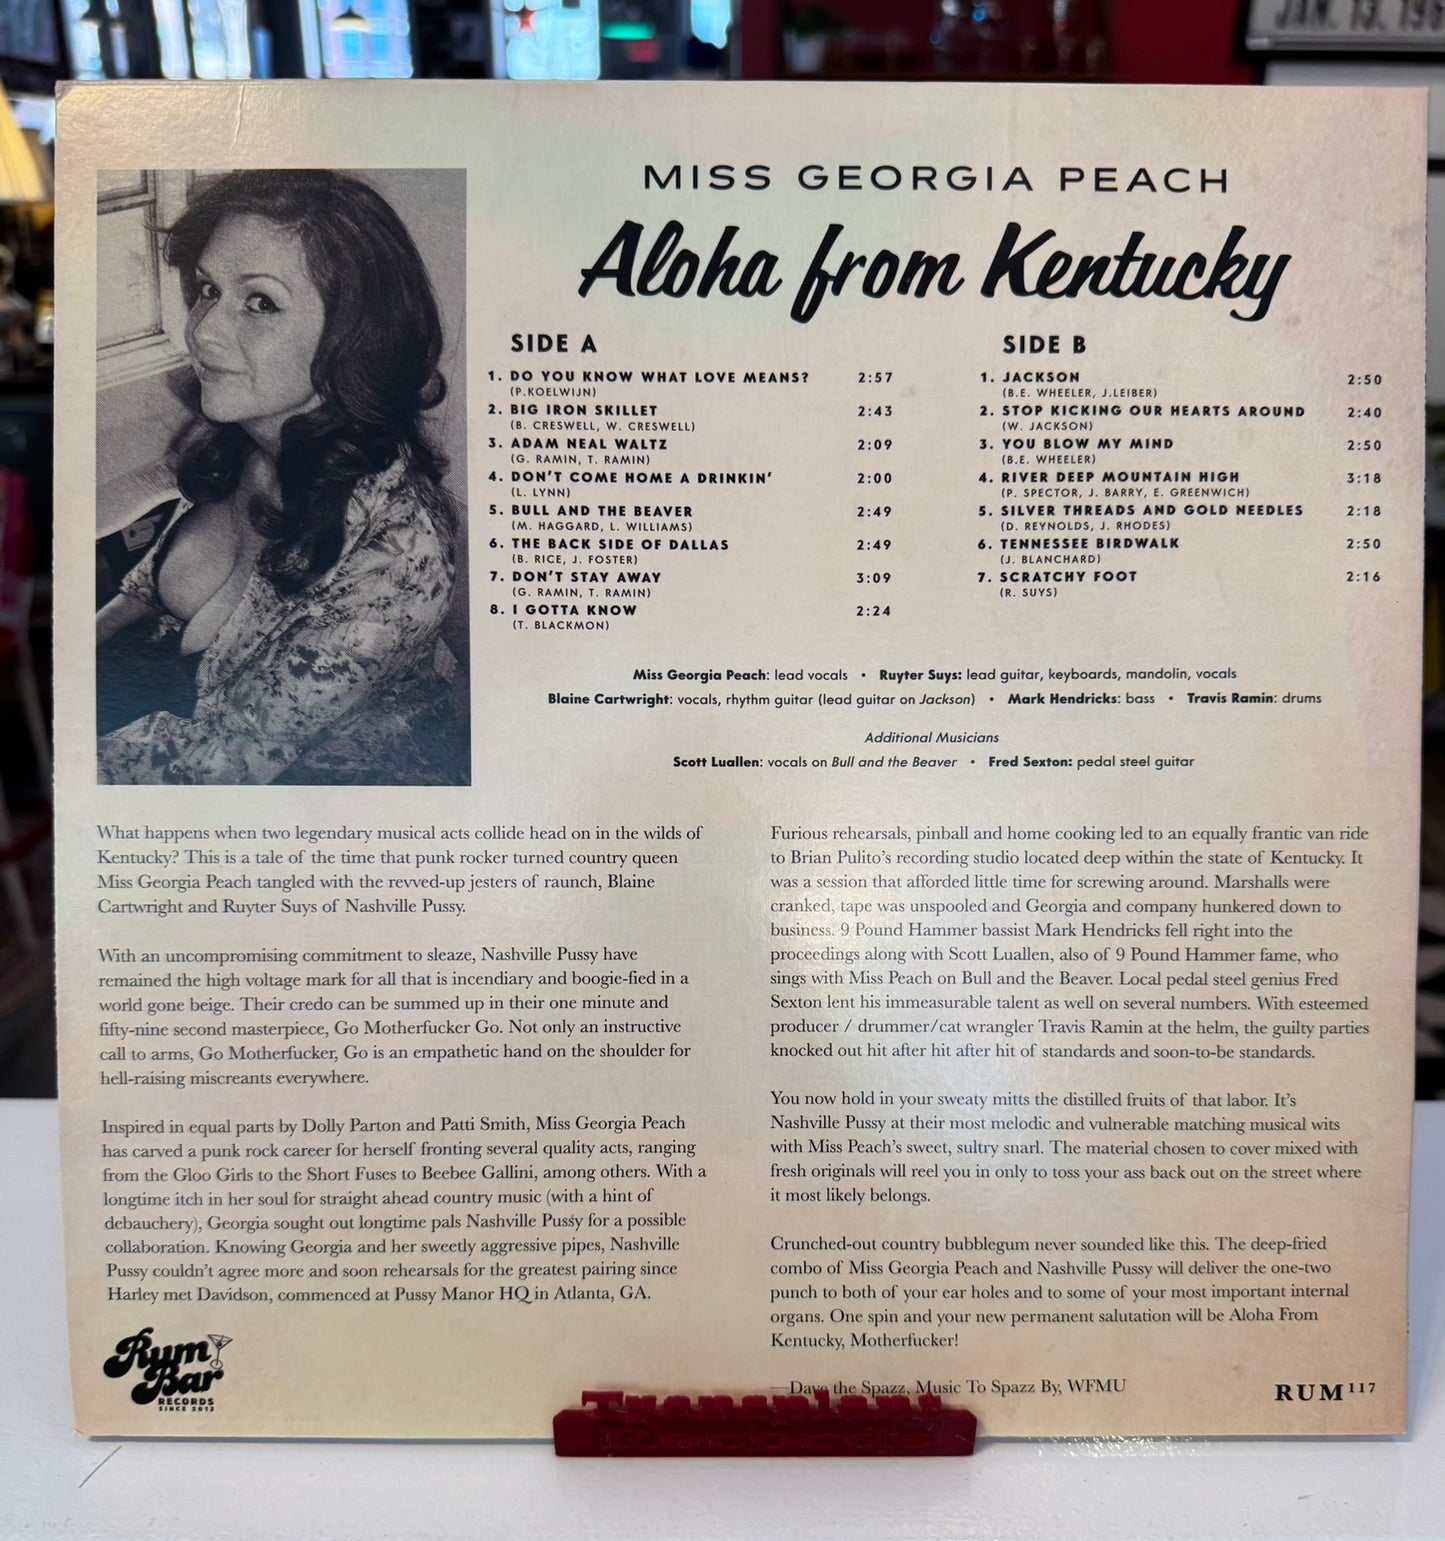 JAN. 13, 196
MISS GEORGIA PEACH
Aloha from Kentucky
SIDE A
1. DO YOU KNOW WHAT LOVE MEANS? 2:57
(P.KOELWIJN)
2. BIG IRON SKILLET 2:43
(B. CRESWELL, W. CRESWELL)
3. ADAM NEAL WALTZ 2:09
(G. RAMIN, T. RAMIN)
4. DON'T COME HOME A DRINKIN' 2:00
(L. LYNN)
5. BULL AND THE BEAVER 2:49
(M. HAGGARD, L. WILLIAMS)
6. THE BACK SIDE OF DALLAS 2:49
(B. RICE, J. FOSTER)
7. DON'T STAY AWAY 3:09
(G. RAMIN, T. RAMIN)
8. I GOTTA KNOW 2:24
(T. BLACKMON)
SIDE B
1. JACKSON 2:50
(B.E. WHEELER, J.LEIBER)
2. STOP KICKING OUR HEARTS AROUND 2:40
(W. JACKSON)
3. YOU BLOW MY MIND 2:50
(B.E. WHEELER)
4. RIVER DEEP MOUNTAIN HIGH 3:18
(P. SPECTOR, J. BARRY, E. GREENWICH)
5. SILVER THREADS AND GOLD NEEDLES 2:18
(D. REYNOLDS, J. RHODES)
6. TENNESSEE BIRDWALK 2:50
(J. BLANCHARD)
7. SCRATCHY FOOT 2:16
(R. SUYS)
Miss Georgia Peach: lead vocals • Ruyter Suys: lead guitar, keyboards, mandolin, vocals
Blaine Cartwright: vocals, rhythm guitar (lead guitar on Jackson) • Mark Hendricks: bass • Travis Ramin: drums
Additional Musicians
Scott Luallen: vocals on Bull and the Beaver • Fred Sexton: pedal steel guitar
What happens when two legendary musical acts collide head on in the wilds of
Kentucky? This is a tale of the time that punk rocker turned country queen
Miss Georgia Peach tangled with the revved-up jesters of raunch, Blaine
Cartwright and Ruyter Suys of Nashville Pussy.
With an uncompromising commitment to sleaze, Nashville Pussy have
remained the high voltage mark for all that is incendiary and boogie-fied in a
world gone beige. Their credo can be summed up in their one minute and
fifty-nine second masterpiece, Go Motherfucker Go. Not only an instructive
call to arms, Go Motherfucker, Go is an empathetic hand on the shoulder for
hell-raising miscreants everywhere.
Inspired in equal parts by Dolly Parton and Patti Smith, Miss Georgia Peach
has carved a punk rock career for herself fronting several quality acts, ranging
from the Gloo Girls to the Short Fuses to Beebee Gallini, among others. With a
longtime itch in her soul for straight ahead country music (with a hint of
debauchery), Georgia sought out longtime pals Nashville Pussy for a possible
collaboration. Knowing Georgia and her sweetly aggressive pipes, Nashville
Pussy couldn't agree more and soon rehearsals for the greatest pairing since
Harley met Davidson, commenced at Pussy Manor HQ in Atlanta, GA.
Furious rehearsals, pinball and home cooking led to an equally frantic van ride
to Brian Pulito's recording studio located deep within the state of Kentucky. It
was a session that afforded little time for screwing around. Marshalls were
cranked, tape was unspooled and Georgia and company hunkered down to
business. 9 Pound Hammer bassist Mark Hendricks fell right into the
proceedings along with Scott Luallen, also of 9 Pound Hammer fame, who
sings with Miss Peach on Bull and the Beaver. Local pedal steel genius Fred
Sexton lent his immeasurable talent as well on several numbers. With esteemed
producer / drummer/cat wrangler Travis Ramin at the helm, the guilty parties
knocked out hit after hit after hit of standards and soon-to-be standards.
You now hold in your sweaty mitts the distilled fruits of that labor. It's
Nashville Pussy at their most melodic and vulnerable matching musical wits
with Miss Peach's sweet, sultry snarl. The material chosen to cover mixed with
fresh originals will reel you in only to toss your ass back out on the street where
it most likely belongs.
Crunched-out country bubblegum never sounded like this. The deep-fried
combo of Miss Georgia Peach and Nashville Pussy will deliver the one-two
punch to both of your ear holes and to some of your most important internal
organs. One spin and your new permanent salutation will be Aloha From
Kentucky, Motherfucker!
—Dave the Spazz, Music To Spazz By, WFMU
Rum
Bar
RECORDS
SINCE 2013
RUM117
Transplant
Records